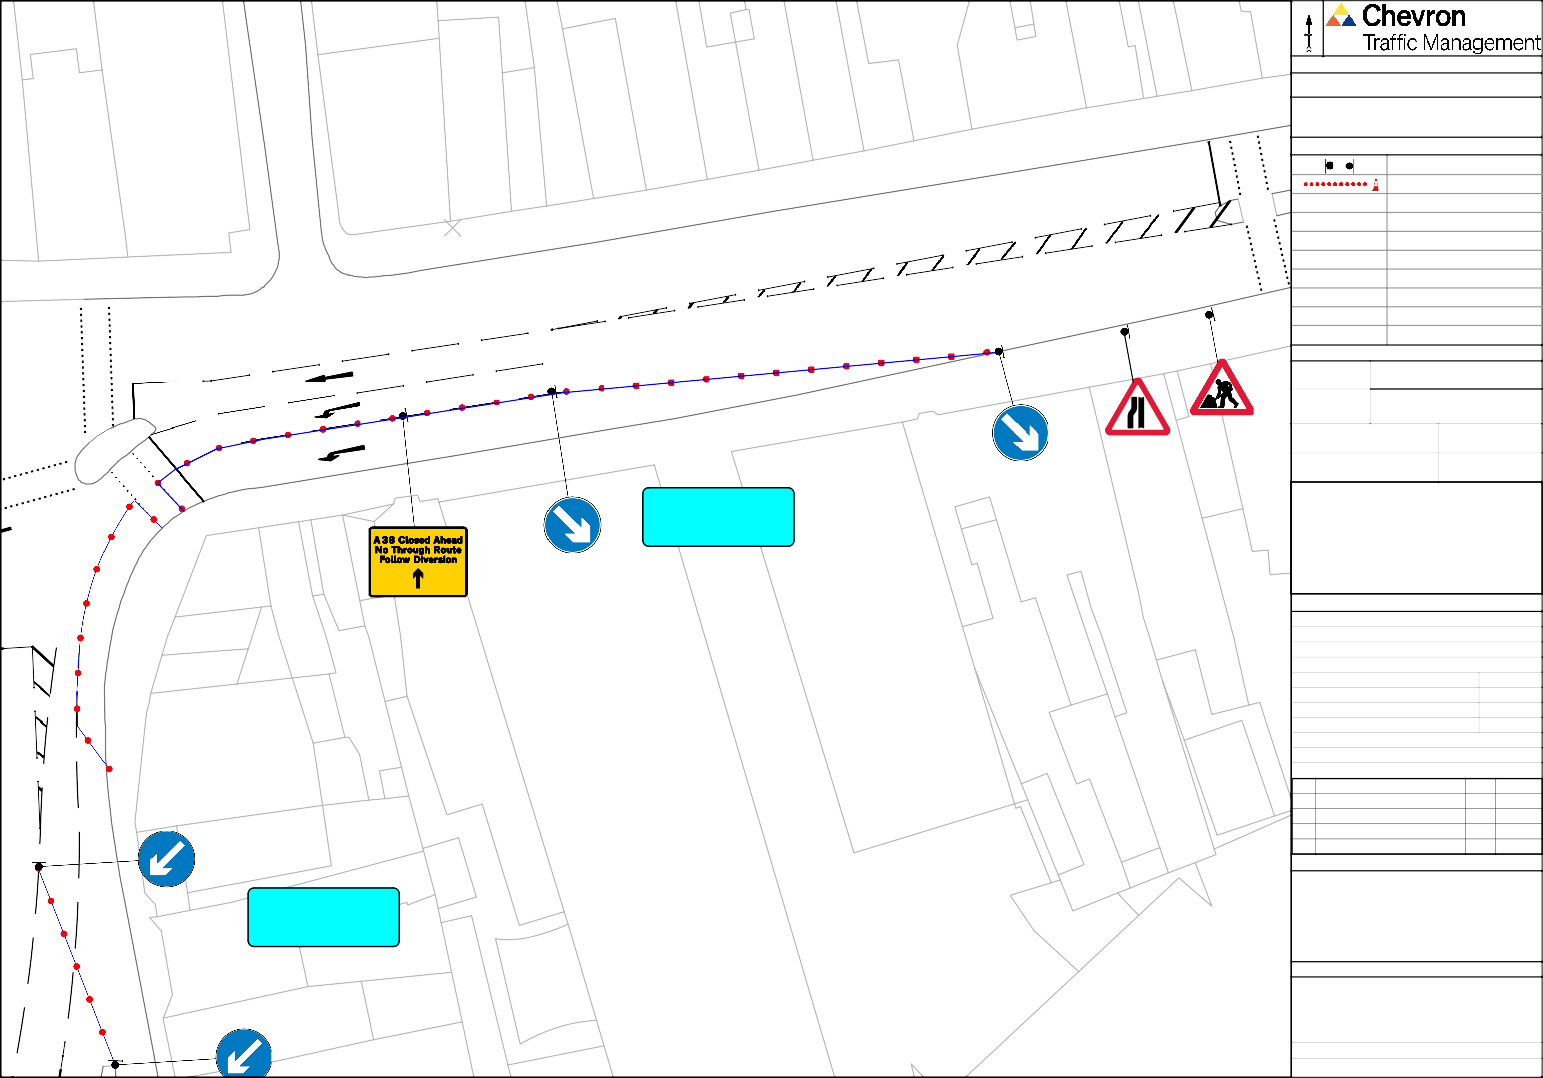 Chevron
Traffic Management
A38 Closed Ahead
No Through Route
Follow Diversion